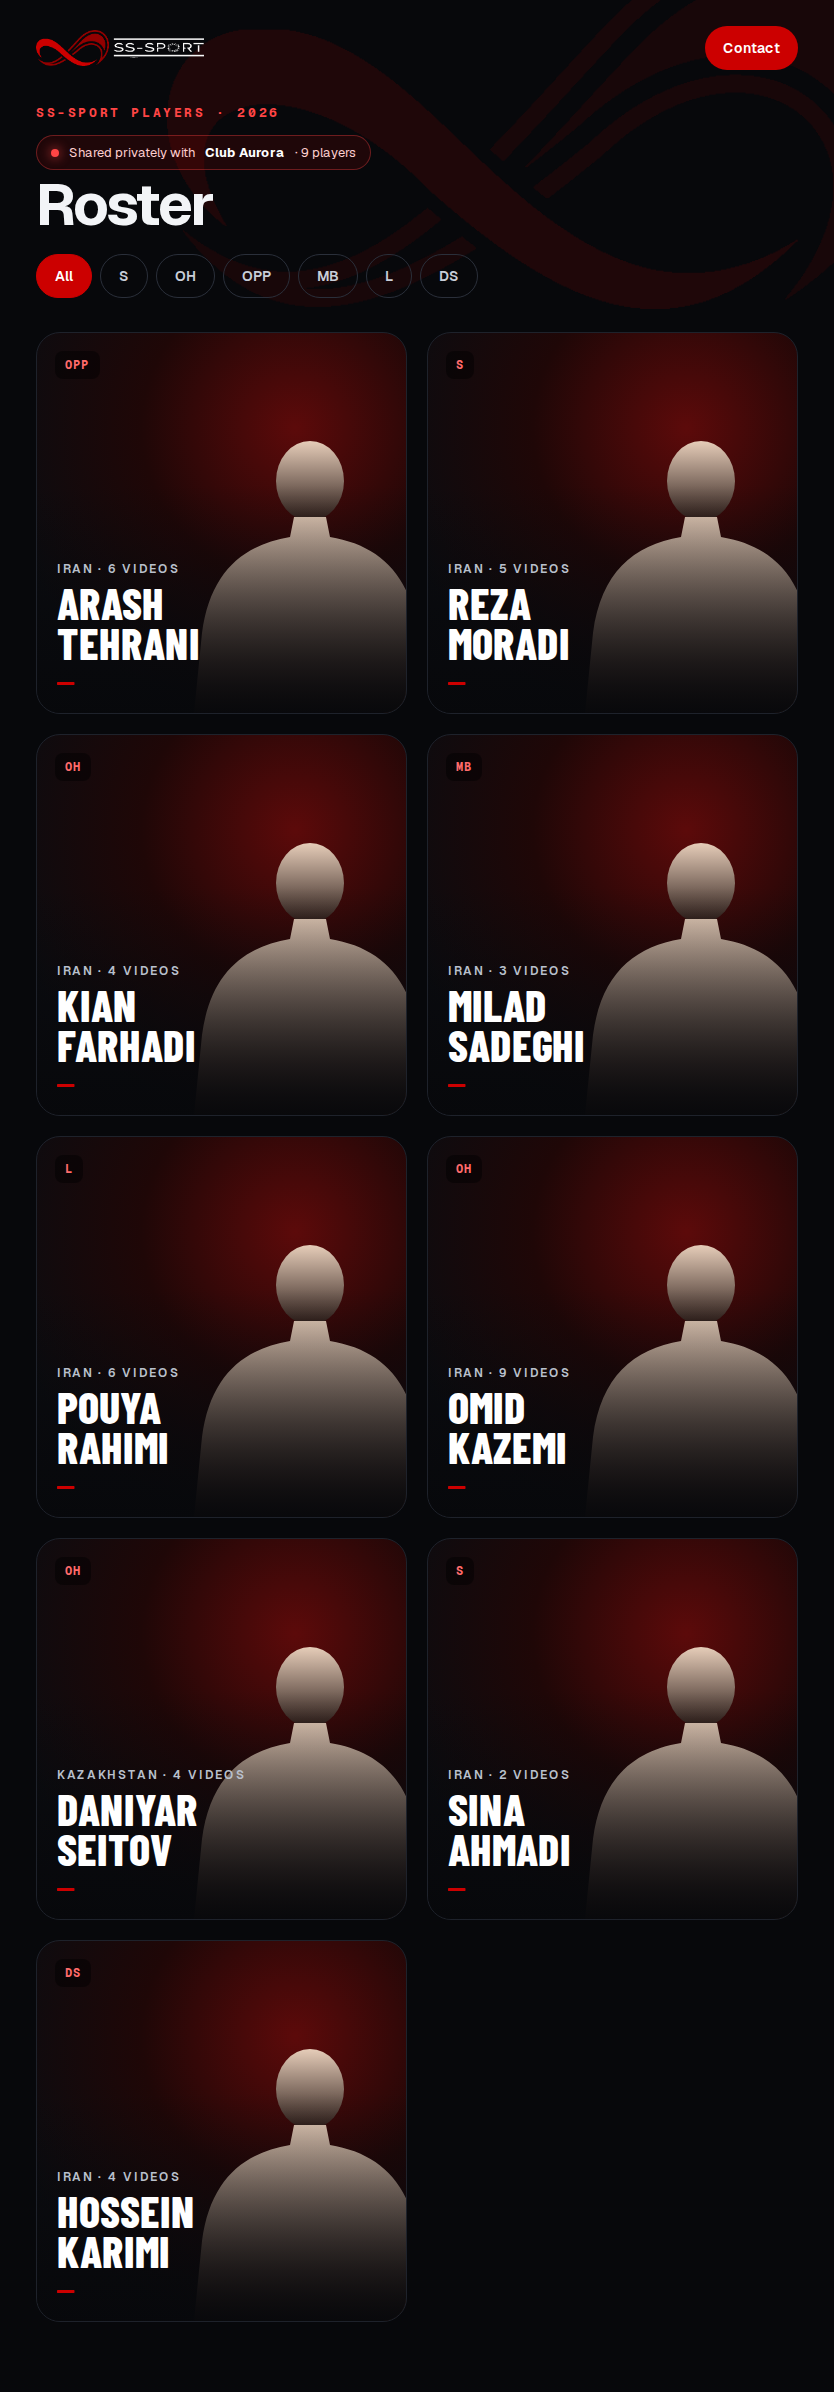 SS-SPORT
Contact
SS-SPORT PLAYERS · 2026
Shared privately with Club Aurora · 9 players
Roster
All S OH OPP MB L DS
OPP
IRAN · 6 VIDEOS
ARASH
TEHRANI
S
IRAN · 5 VIDEOS
REZA
MORADI
OH
IRAN · 4 VIDEOS
KIAN
FARHADI
MB
IRAN · 3 VIDEOS
MILAD
SADEGHI
L
IRAN · 6 VIDEOS
POUYA
RAHIMI
OH
IRAN · 9 VIDEOS
OMID
KAZEMI
OH
KAZAKHSTAN · 4 VIDEOS
DANIYAR
SEITOV
S
IRAN · 2 VIDEOS
SINA
AHMADI
DS
IRAN · 4 VIDEOS
HOSSEIN
KARIMI